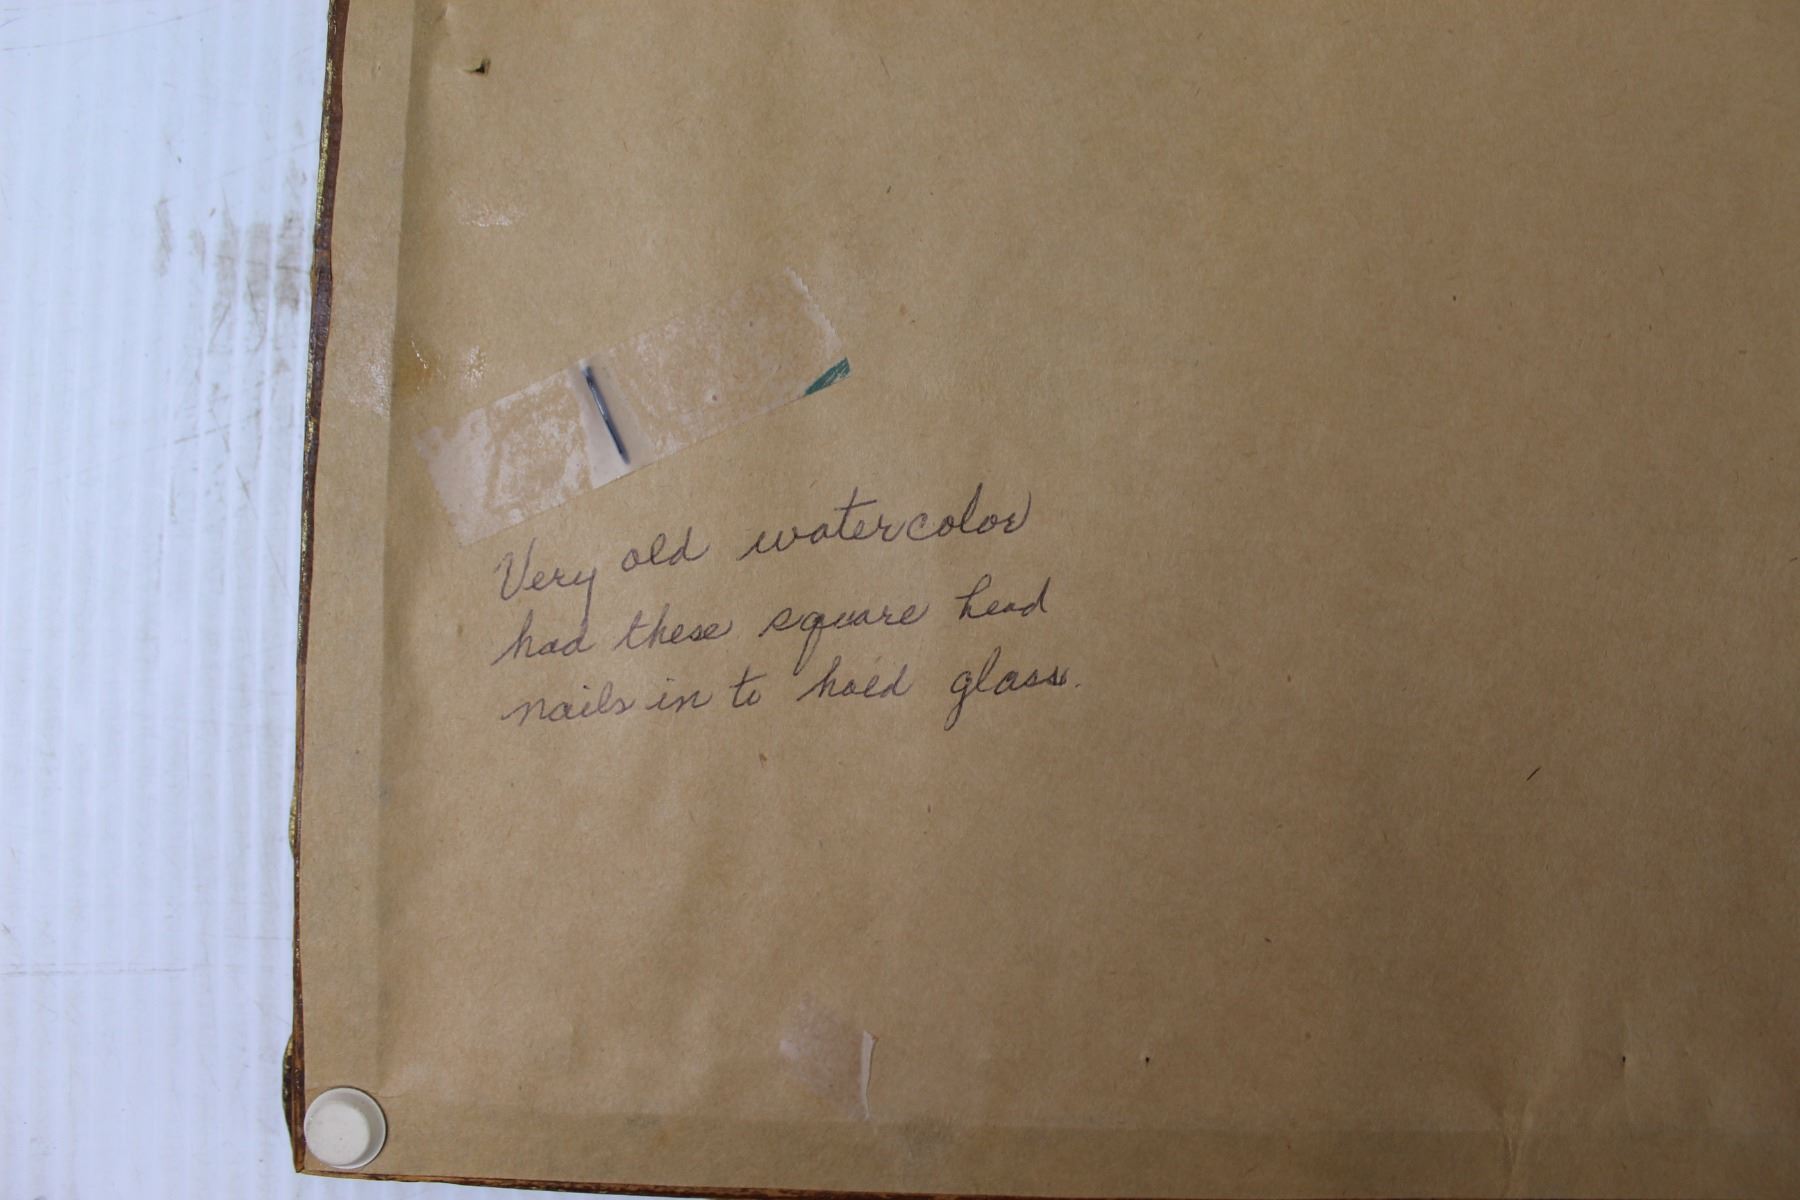 Very old watercolor
had these square head
nails in to hold glass.